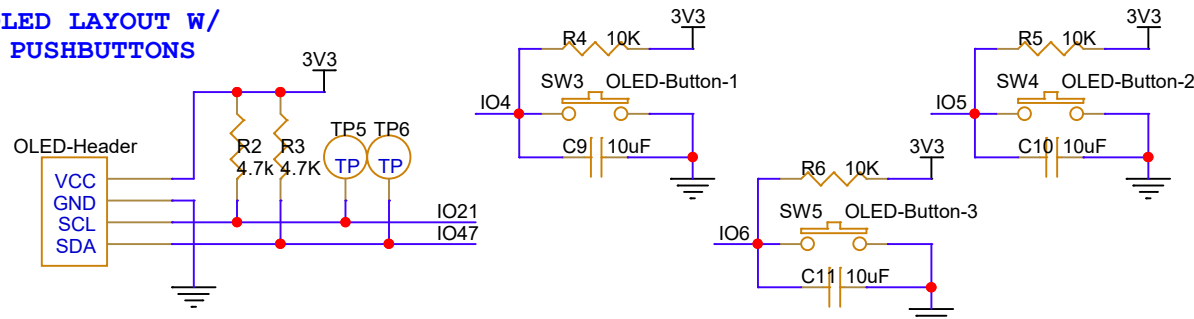 OLED LAYOUT W/
PUSHBUTTONS
3V3
OLED-Header
VCC
GND
SCL
SDA
R2
4.7k
R3
4.7K
TP5
TP
TP6
TP
IO21
IO47
3V3
R4 10K
SW3 OLED-Button-1
IO4
C9 10uF
3V3
R6 10K
SW5 OLED-Button-3
IO6
C11 10uF
3V3
R5 10K
SW4 OLED-Button-2
IO5
C10 10uF